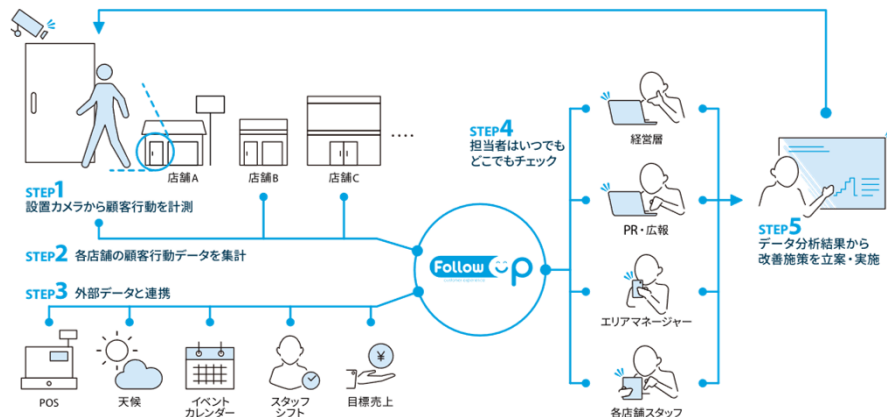 店舗A
店舗B
店舗C
....
STEP1
設置カメラから顧客行動を計測
STEP2 各店舗の顧客行動データを集計
STEP3 外部データと連携
POS
天候
イベント
カレンダー
スタッフ
シフト
¥
目標売上
Follow UP
STEP4
担当者はいつでも
どこでもチェック
経営層
PR・広報
エリアマネージャー
各店舗スタッフ
STEP5
データ分析結果から
改善施策を立案・実施